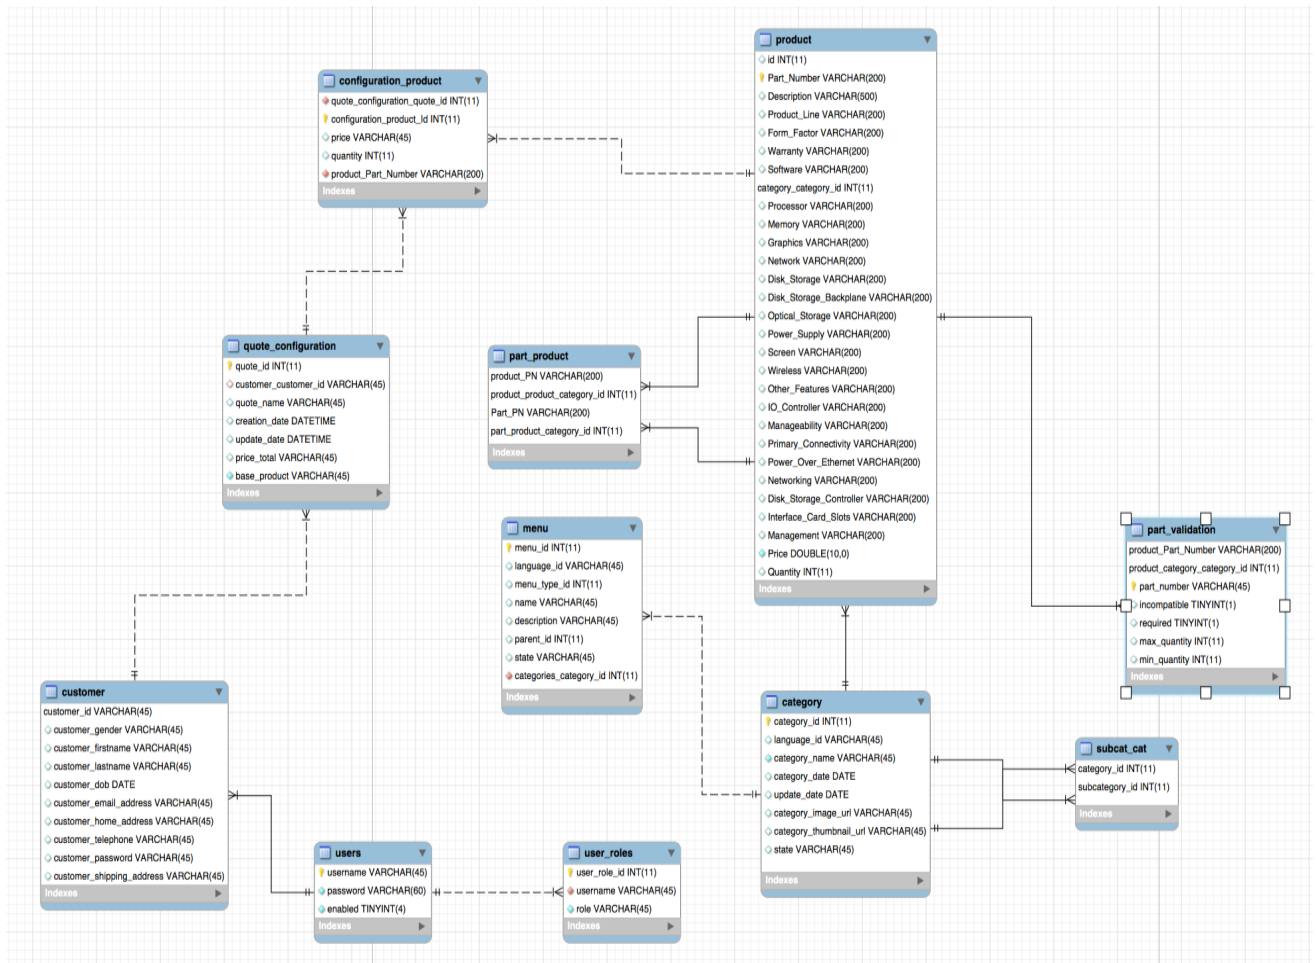 product
id INT(11)
Part_Number VARCHAR(200)
Description VARCHAR(500)
Product_Line VARCHAR(200)
Form_Factor VARCHAR(200)
Warranty VARCHAR(200)
Software VARCHAR(200)
category_category_id INT(11)
Processor VARCHAR(200)
Memory VARCHAR(200)
Graphics VARCHAR(200)
Network VARCHAR(200)
Disk_Storage VARCHAR(200)
Disk_Storage_Backplane VARCHAR(200)
Optical_Storage VARCHAR(200)
Power_Supply VARCHAR(200)
Screen VARCHAR(200)
Wireless VARCHAR(200)
Other_Features VARCHAR(200)
IO_Controller VARCHAR(200)
Manageability VARCHAR(200)
Primary_Connectivity VARCHAR(200)
Power_Over_Ethernet VARCHAR(200)
Networking VARCHAR(200)
Disk_Storage_Controller VARCHAR(200)
Interface_Card_Slots VARCHAR(200)
Management VARCHAR(200)
Price DOUBLE(10,0)
Quantity INT(11)
Indexes
configuration_product
quote_configuration_quote_id INT(11)
configuration_product_Id INT(11)
price VARCHAR(45)
quantity INT(11)
product_Part_Number VARCHAR(200)
Indexes
quote_configuration
quote_id INT(11)
customer_customer_id VARCHAR(45)
quote_name VARCHAR(45)
creation_date DATETIME
update_date DATETIME
price_total VARCHAR(45)
base_product VARCHAR(45)
Indexes
part_product
product_PN VARCHAR(200)
product_product_category_id INT(11)
Part_PN VARCHAR(200)
part_product_category_id INT(11)
Indexes
menu
menu_id INT(11)
language_id VARCHAR(45)
menu_type_id INT(11)
name VARCHAR(45)
description VARCHAR(45)
parent_id INT(11)
state VARCHAR(45)
categories_category_id INT(11)
Indexes
part_validation
product_Part_Number VARCHAR(200)
product_category_category_id INT(11)
part_number VARCHAR(45)
incompatible TINYINT(1)
required TINYINT(1)
max_quantity INT(11)
min_quantity INT(11)
Indexes
customer
customer_id VARCHAR(45)
customer_gender VARCHAR(45)
customer_firstname VARCHAR(45)
customer_lastname VARCHAR(45)
customer_dob DATE
customer_email_address VARCHAR(45)
customer_home_address VARCHAR(45)
customer_telephone VARCHAR(45)
customer_password VARCHAR(45)
customer_shipping_address VARCHAR(45)
Indexes
category
category_id INT(11)
language_id VARCHAR(45)
category_name VARCHAR(45)
category_date DATE
update_date DATE
category_image_url VARCHAR(45)
category_thumbnail_url VARCHAR(45)
state VARCHAR(45)
Indexes
subcat_cat
category_id INT(11)
subcategory_id INT(11)
Indexes
users
username VARCHAR(45)
password VARCHAR(60)
enabled TINYINT(4)
Indexes
user_roles
user_role_id INT(11)
username VARCHAR(45)
role VARCHAR(45)
Indexes